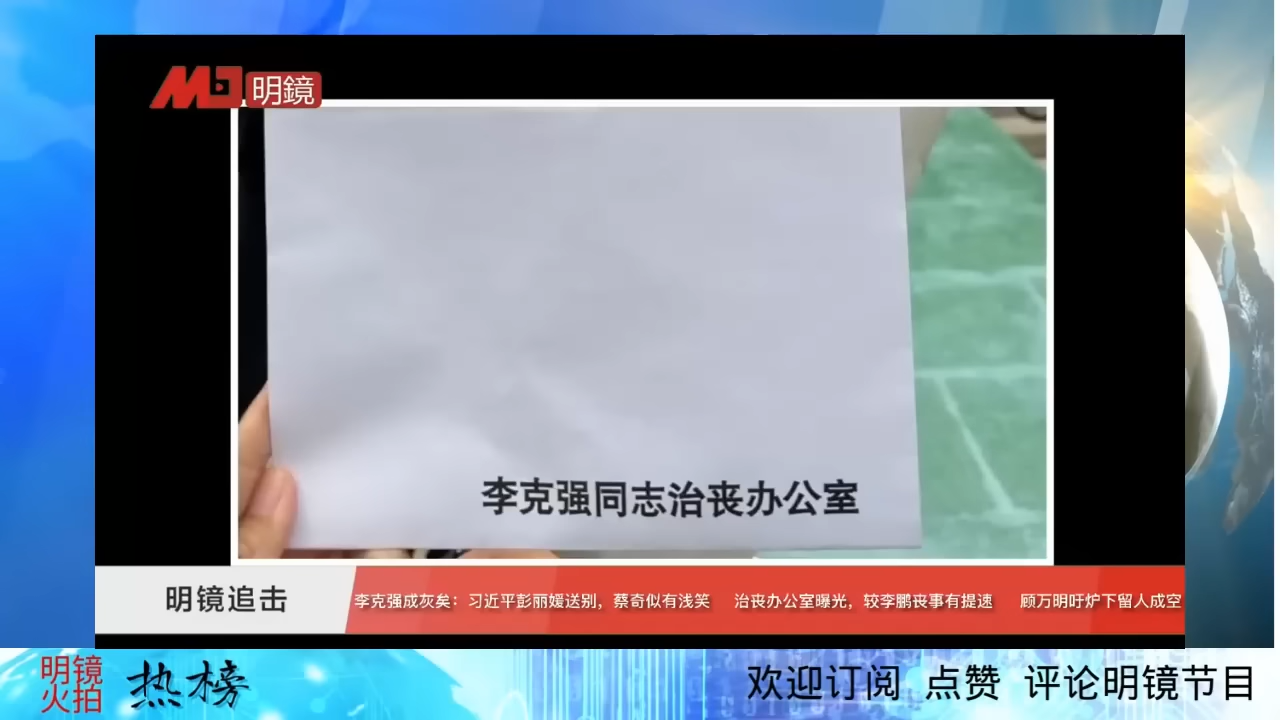 明鏡
李克强同志治丧办公室
明镜追击
李克强成灰矣：习近平彭丽媛送别，蔡奇似有浅笑 治丧办公室曝光，较李鹏丧事有提速 顾万明吁炉下留人成空
明镜火拍 热榜 欢迎订阅 点赞 评论明镜节目